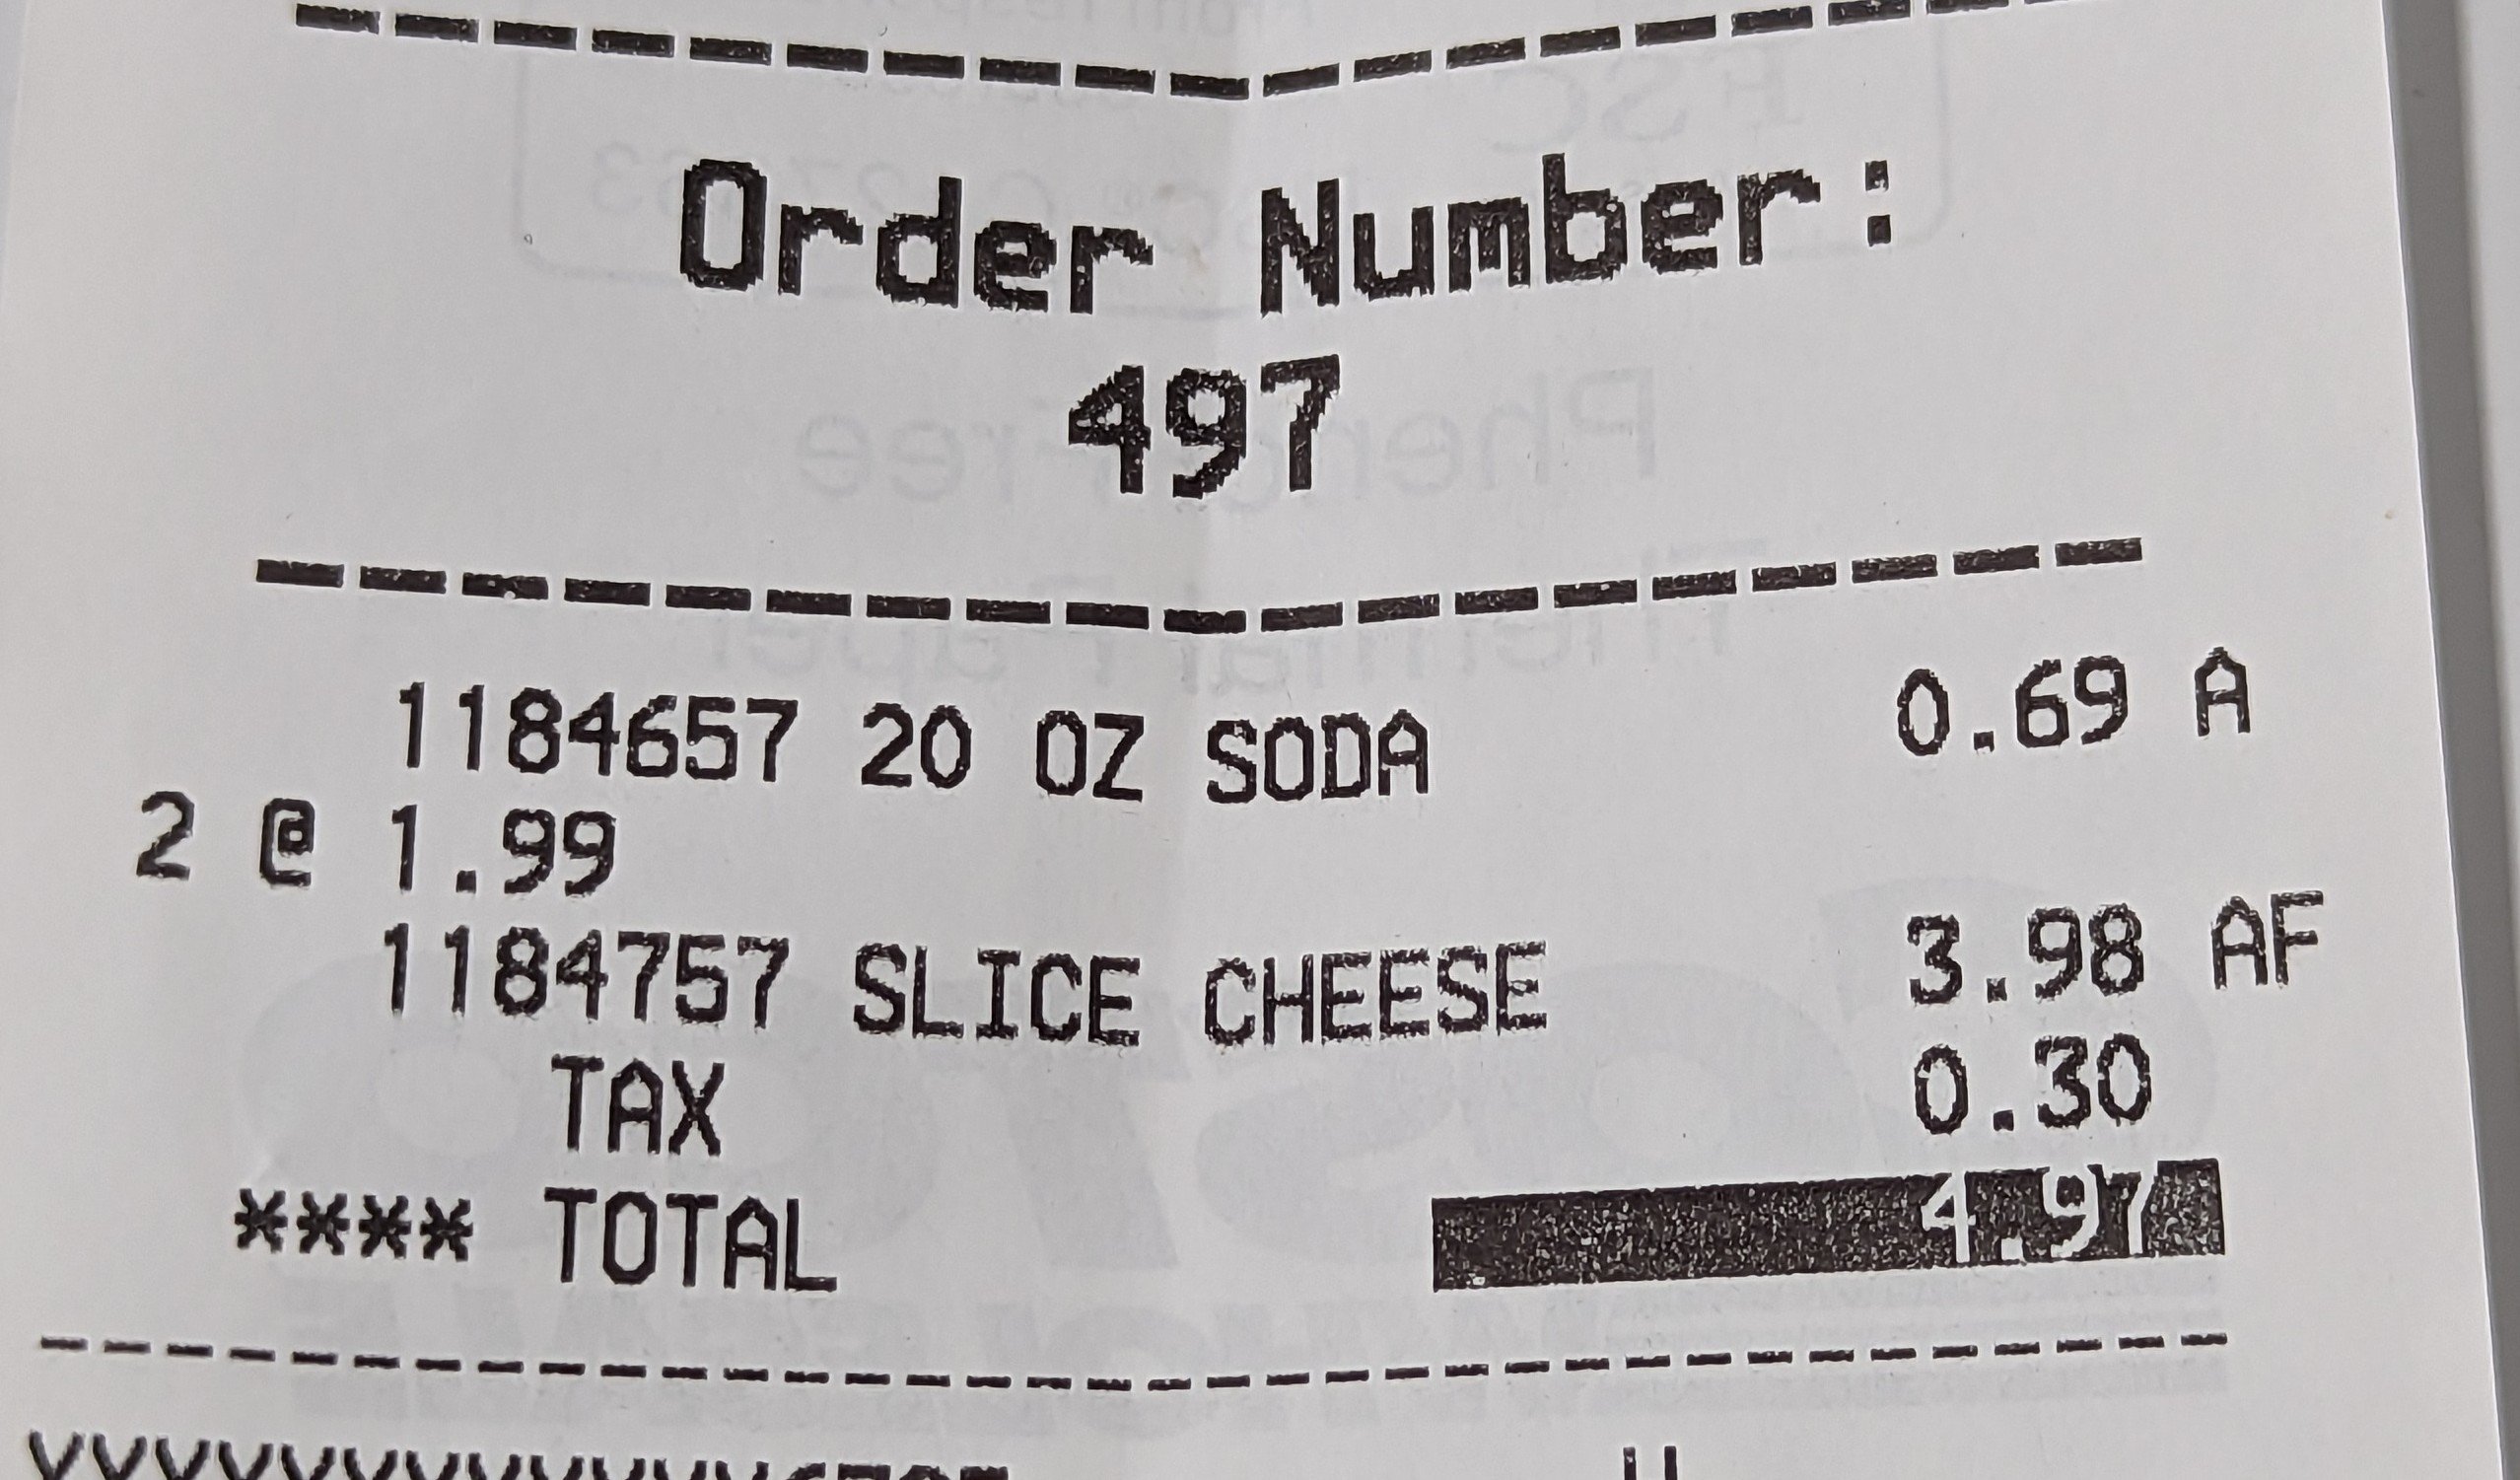 Order Number:
497
1184657 20 OZ SODA 0.69 A
2 @ 1.99
1184757 SLICE CHEESE 3.98 AF
TAX 0.30
**** TOTAL 4.97